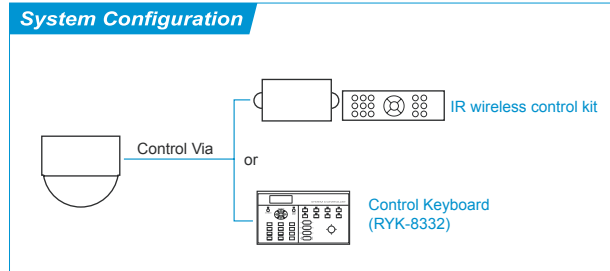 System Configuration
IR wireless control kit
Control Via
or
Control Keyboard
(RYK-8332)